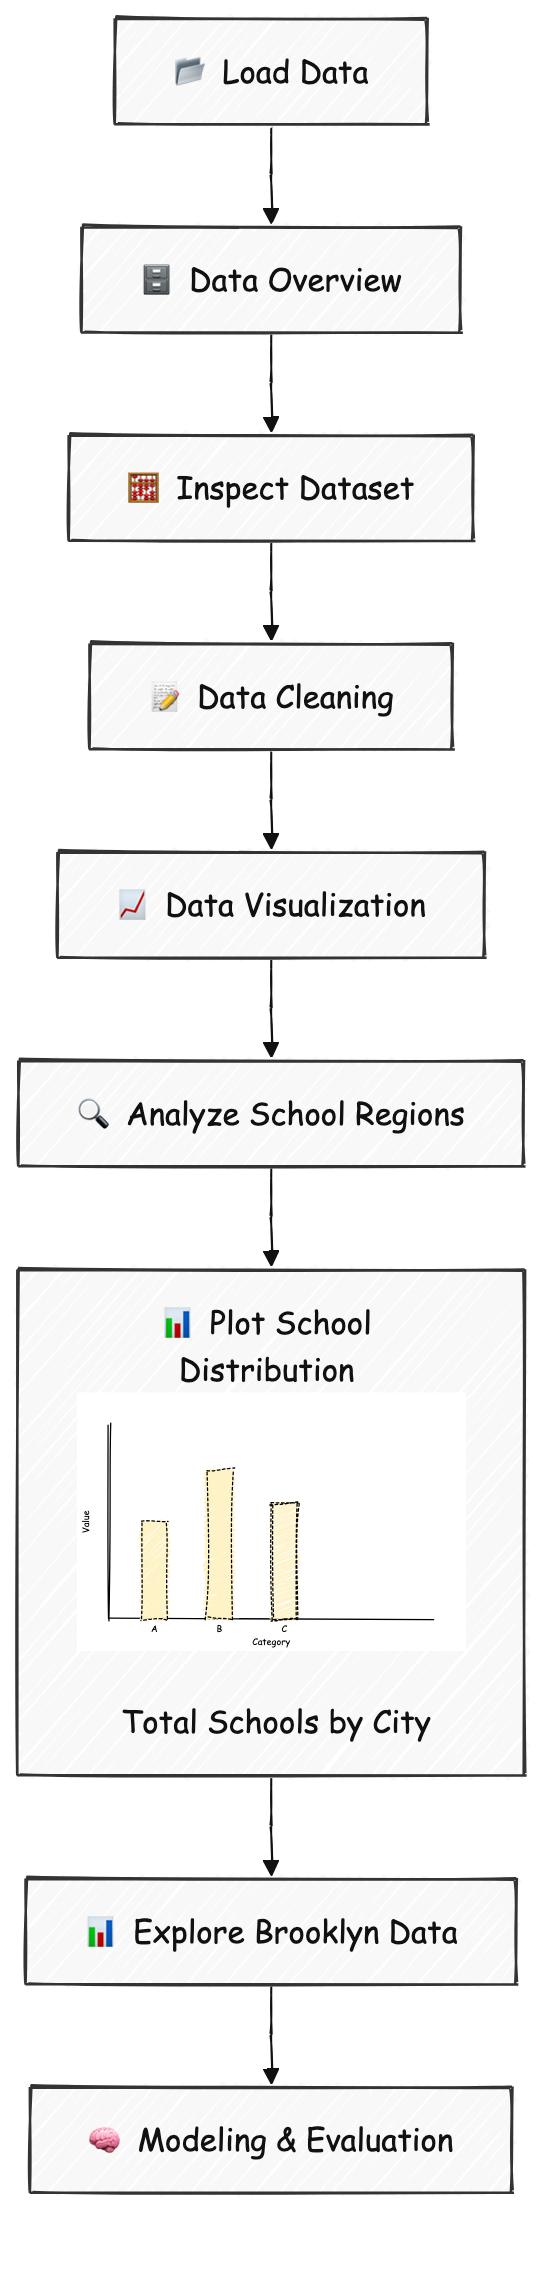 Load Data
Data Overview
Inspect Dataset
Data Cleaning
Data Visualization
Analyze School Regions
Plot School
Distribution
Value
A B C
Category
Total Schools by City
Explore Brooklyn Data
Modeling & Evaluation